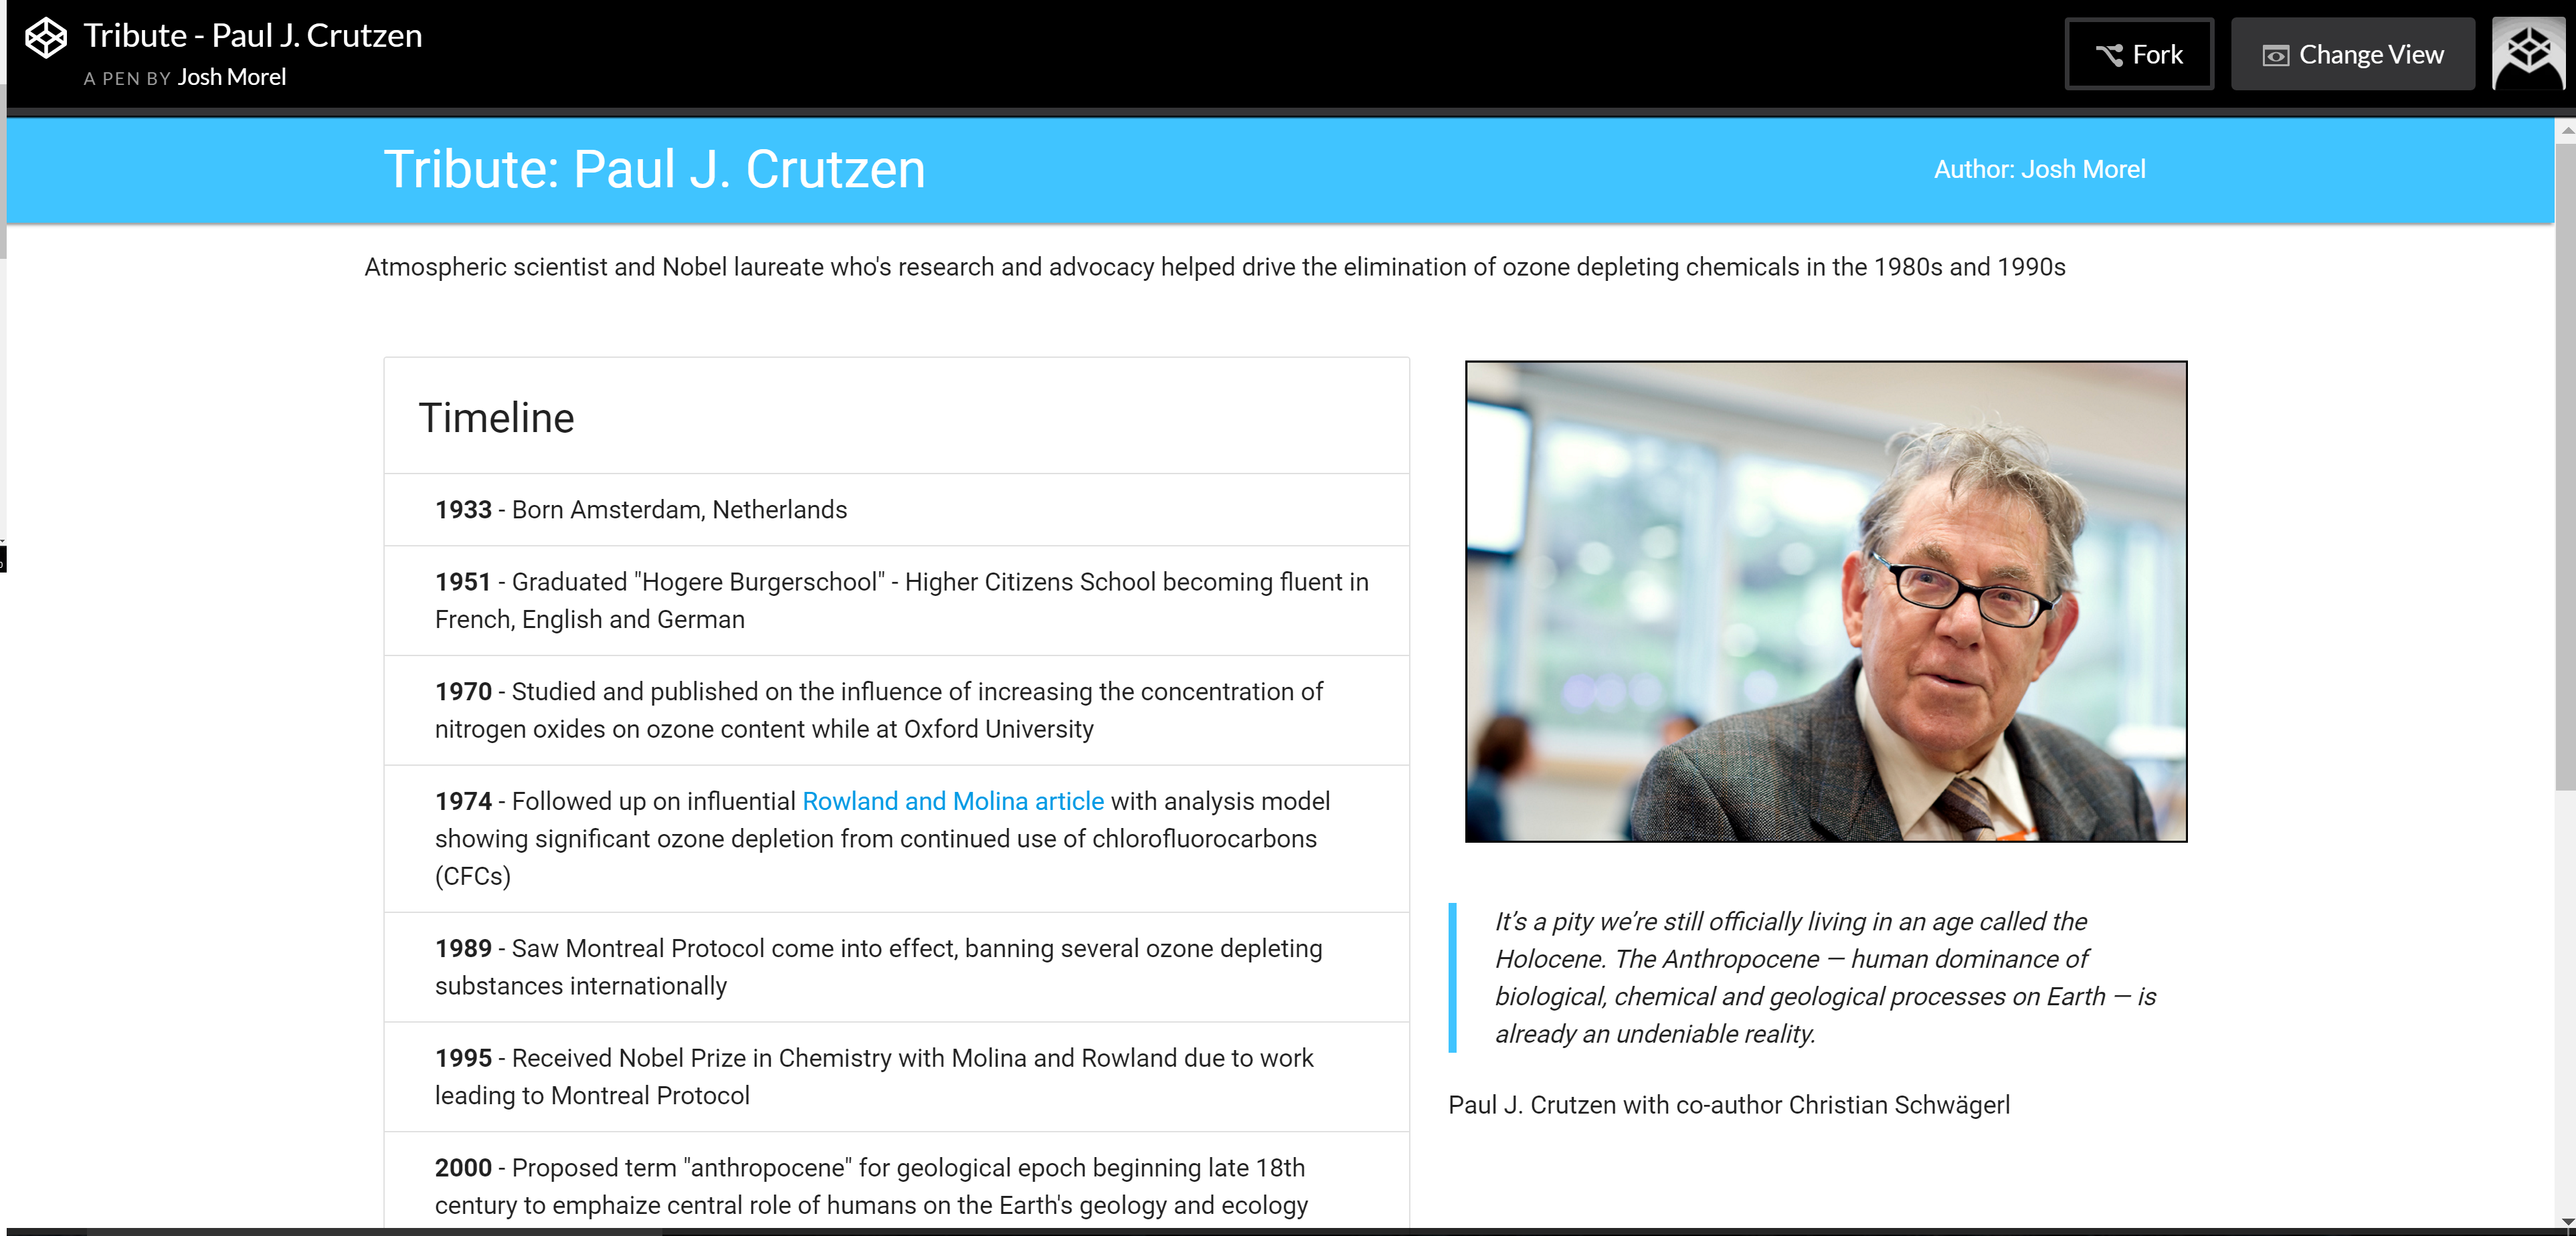 Tribute - Paul J. Crutzen
A PEN BY Josh Morel
Fork
Change View
Tribute: Paul J. Crutzen
Author: Josh Morel
Atmospheric scientist and Nobel laureate who's research and advocacy helped drive the elimination of ozone depleting chemicals in the 1980s and 1990s
Timeline
1933 - Born Amsterdam, Netherlands
1951 - Graduated "Hogere Burgerschool" - Higher Citizens School becoming fluent in
French, English and German
1970 - Studied and published on the influence of increasing the concentration of
nitrogen oxides on ozone content while at Oxford University
1974 - Followed up on influential Rowland and Molina article with analysis model
showing significant ozone depletion from continued use of chlorofluorocarbons
(CFCs)
1989 - Saw Montreal Protocol come into effect, banning several ozone depleting
substances internationally
1995 - Received Nobel Prize in Chemistry with Molina and Rowland due to work
leading to Montreal Protocol
2000 - Proposed term "anthropocene" for geological epoch beginning late 18th
century to emphaize central role of humans on the Earth's geology and ecology
It’s a pity we’re still officially living in an age called the
Holocene. The Anthropocene — human dominance of
biological, chemical and geological processes on Earth — is
already an undeniable reality.
Paul J. Crutzen with co-author Christian Schwägerl